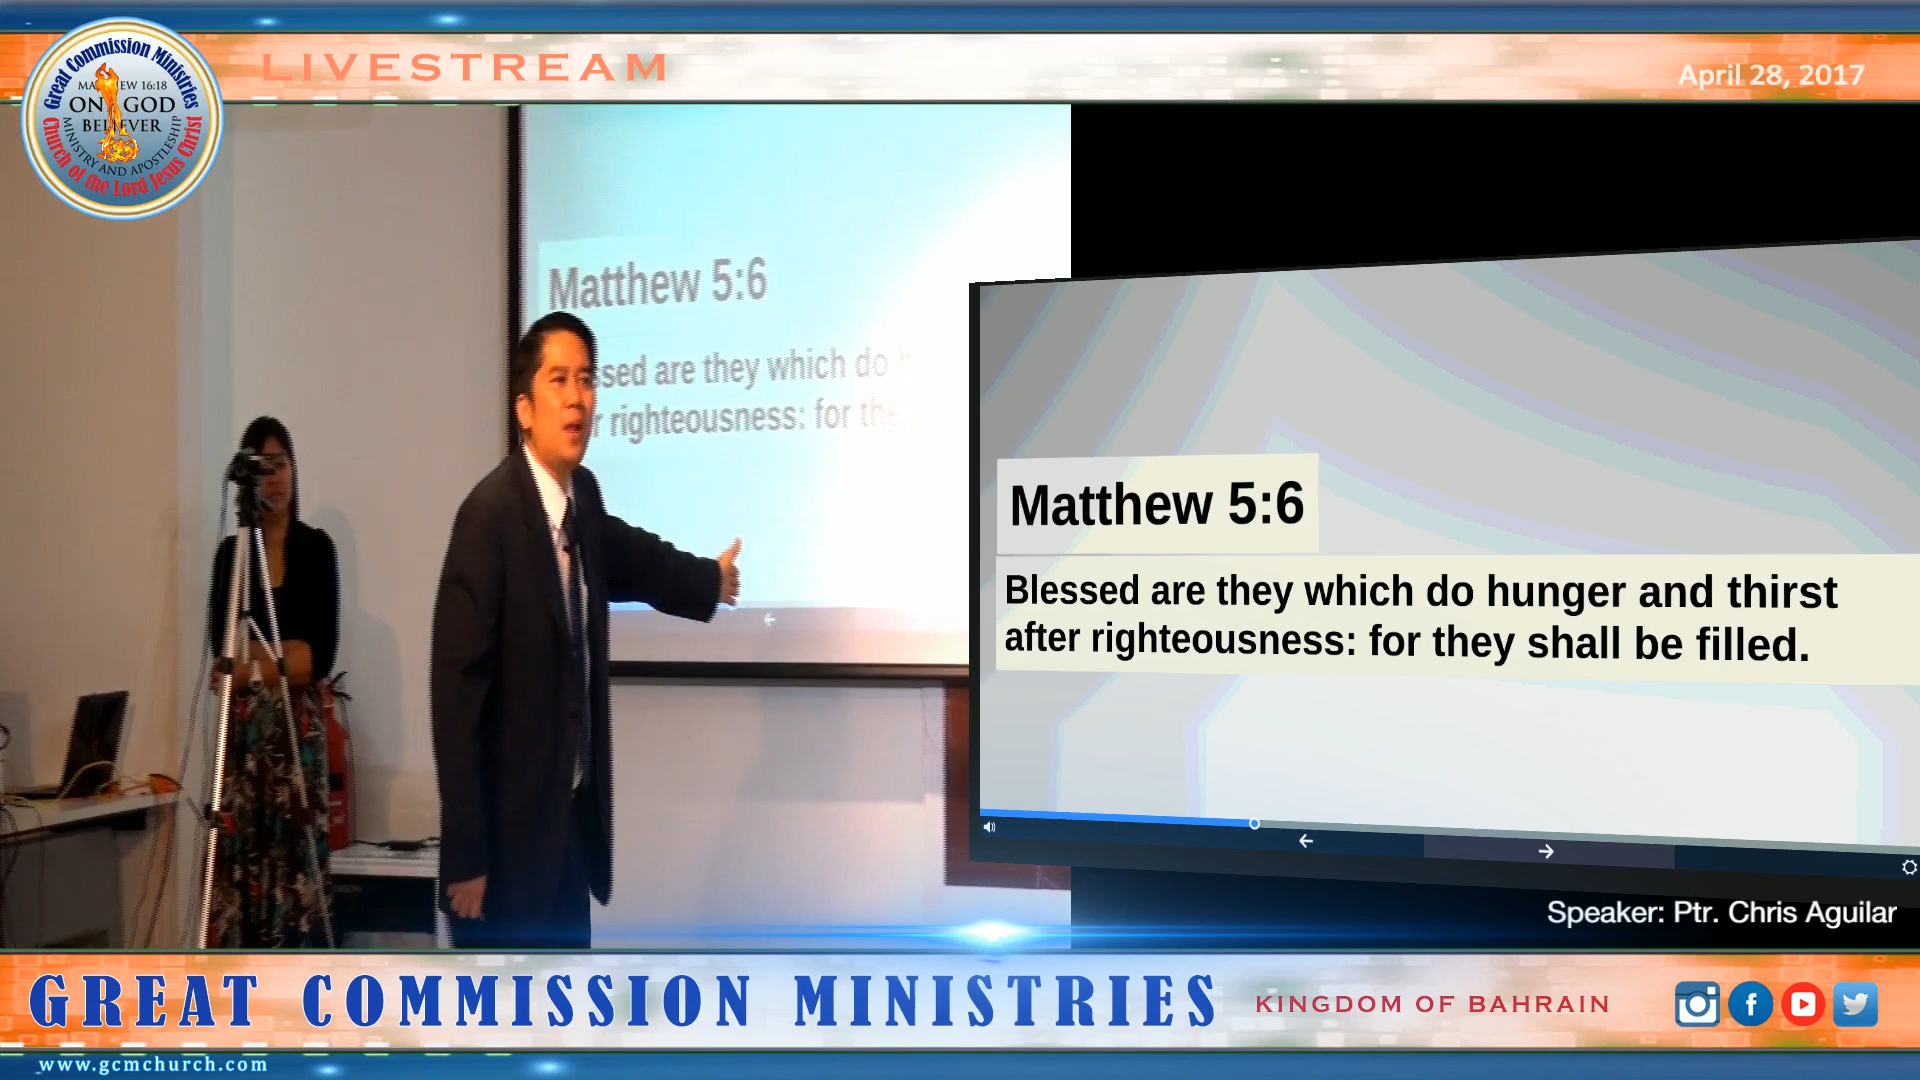 LIVESTREAM
April 28, 2017
Great Commission Ministries
MATTHEW 16:18
ON GOD
BELIEVER
MINISTRY AND APOSTLESHIP
Church of the Lord Jesus Christ
Matthew 5:6
ssed are they which do h
r righteousness: for the
Matthew 5:6
Blessed are they which do hunger and thirst
after righteousness: for they shall be filled.
Speaker: Ptr. Chris Aguilar
GREAT COMMISSION MINISTRIES
KINGDOM OF BAHRAIN
www.gcmchurch.com